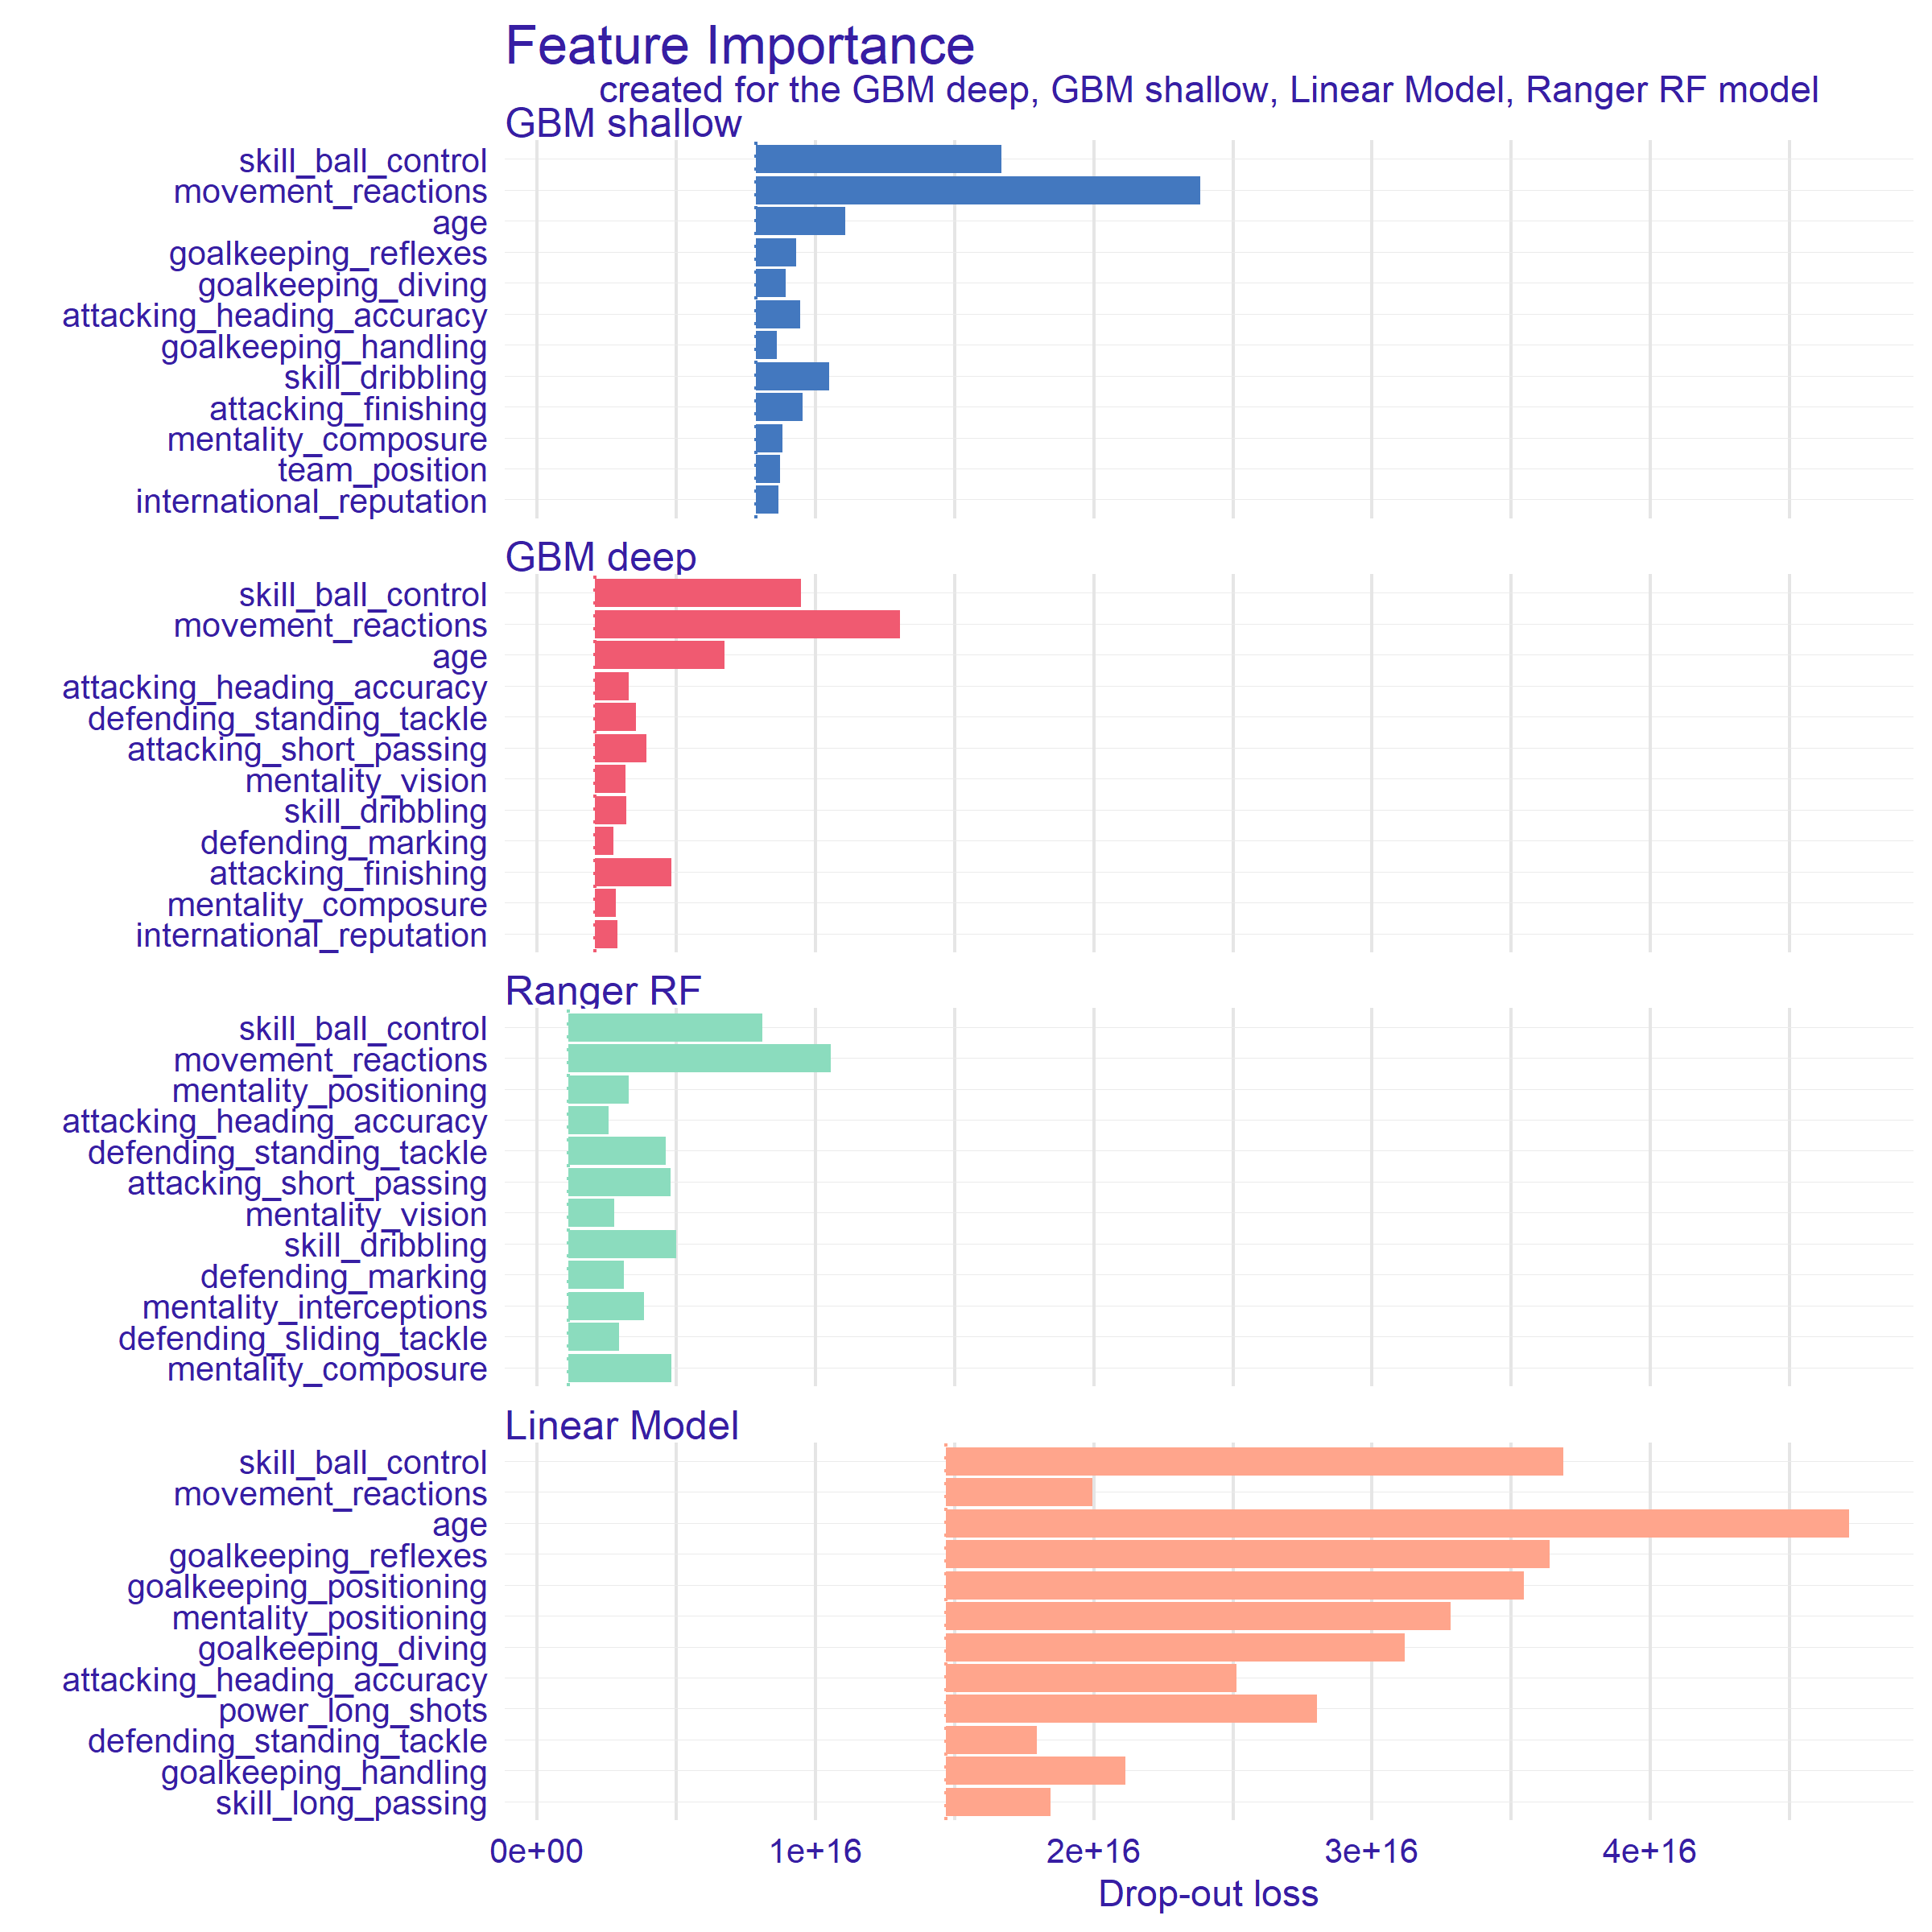 Feature Importance
created for the GBM deep, GBM shallow, Linear Model, Ranger RF model
GBM shallow
skill_ball_control
movement_reactions
age
goalkeeping_reflexes
goalkeeping_diving
attacking_heading_accuracy
goalkeeping_handling
skill_dribbling
attacking_finishing
mentality_composure
team_position
international_reputation
GBM deep
skill_ball_control
movement_reactions
age
attacking_heading_accuracy
defending_standing_tackle
attacking_short_passing
mentality_vision
skill_dribbling
defending_marking
attacking_finishing
mentality_composure
international_reputation
Ranger RF
skill_ball_control
movement_reactions
mentality_positioning
attacking_heading_accuracy
defending_standing_tackle
attacking_short_passing
mentality_vision
skill_dribbling
defending_marking
mentality_interceptions
defending_sliding_tackle
mentality_composure
Linear Model
skill_ball_control
movement_reactions
age
goalkeeping_reflexes
goalkeeping_positioning
mentality_positioning
goalkeeping_diving
attacking_heading_accuracy
power_long_shots
defending_standing_tackle
goalkeeping_handling
skill_long_passing
0e+00 1e+16 2e+16 3e+16 4e+16
Drop-out loss